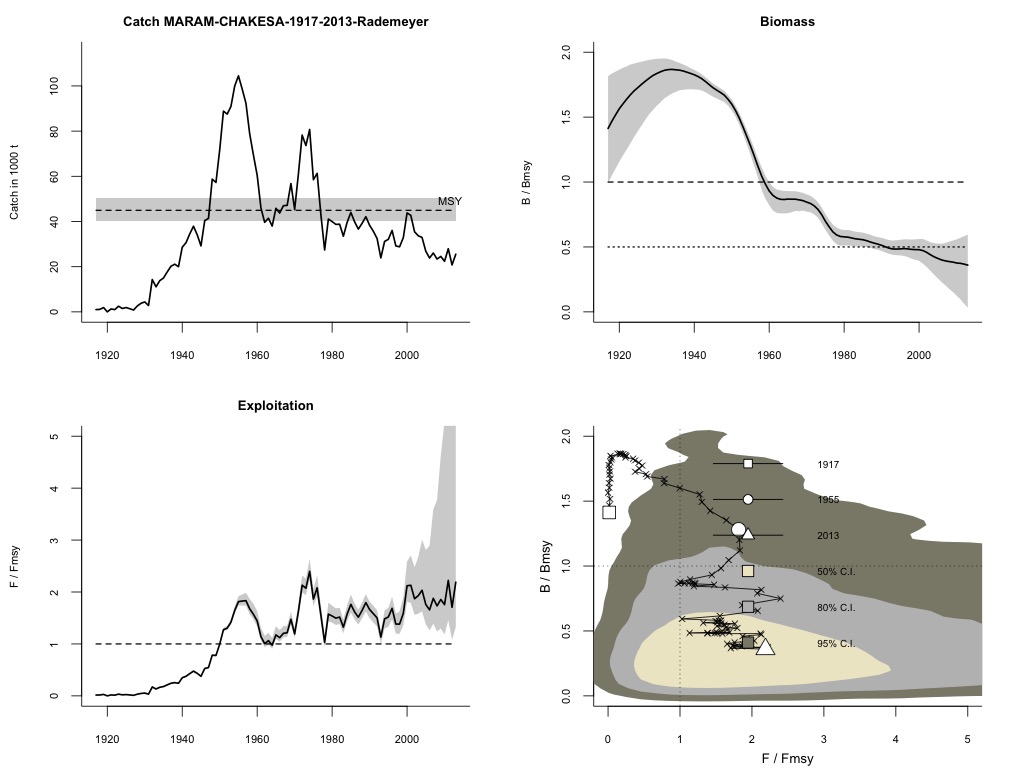 Catch MARAM-CHAKESA-1917-2013-Rademeyer
Catch in 1000 t
0 20 40 60 80 100
MSY
1920 1940 1960 1980 2000
Biomass
B / Bmsy
0.0 0.5 1.0 1.5 2.0
1920 1940 1960 1980 2000
Exploitation
F / Fmsy
0 1 2 3 4 5
1920 1940 1960 1980 2000
B / Bmsy
0.0 0.5 1.0 1.5 2.0
1917
1955
2013
50% C.I.
80% C.I.
95% C.I.
0 1 2 3 4 5
F / Fmsy